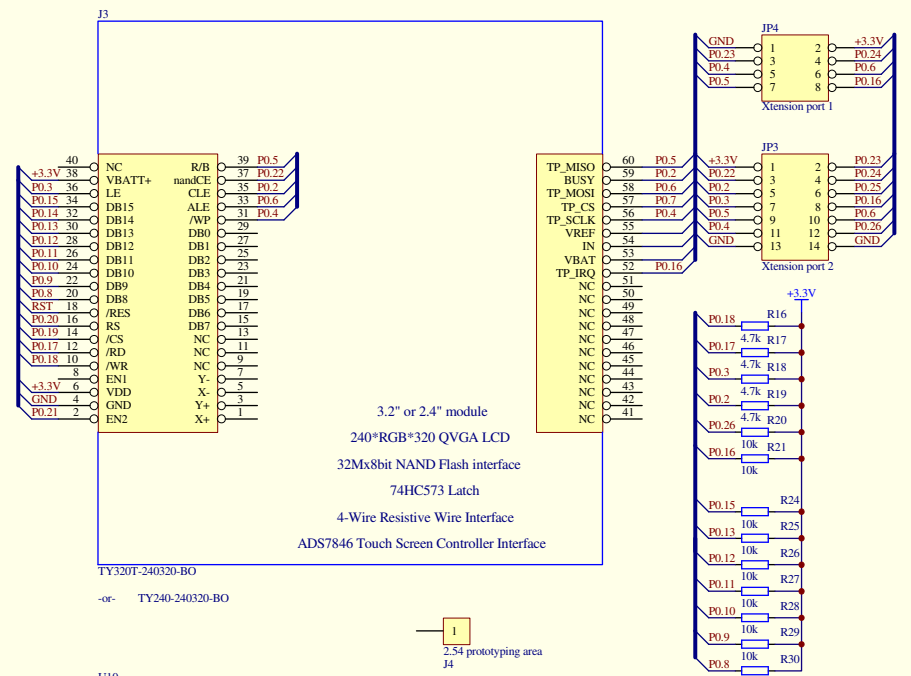 J3
40 NC R/B 39 P0.5
+3.3V 38 VBATT+ nandCE 37 P0.22
P0.3 36 LE CLE 35 P0.2
P0.15 34 DB15 ALE 33 P0.6
P0.14 32 DB14 /WP 31 P0.4
P0.13 30 DB13 DB0 29
P0.12 28 DB12 DB1 27
P0.11 26 DB11 DB2 25
P0.10 24 DB10 DB3 23
P0.9 22 DB9 DB4 21
P0.8 20 DB8 DB5 19
RST 18 /RES DB6 17
P0.20 16 RS DB7 15
P0.19 14 /CS NC 13
P0.17 12 /RD NC 11
P0.18 10 /WR NC 9
8 EN1 Y- 7
+3.3V 6 VDD X- 5
GND 4 GND Y+ 3
P0.21 2 EN2 X+ 1
TP_MISO 60 P0.5
BUSY 59 P0.2
TP_MOSI 58 P0.6
TP_CS 57 P0.7
TP_SCLK 56 P0.4
VREF 55
IN 54
VBAT 53
TP_IRQ 52 P0.16
NC 51
NC 50
NC 49
NC 48
NC 47
NC 46
NC 45
NC 44
NC 43
NC 42
NC 41
3.2" or 2.4" module
240*RGB*320 QVGA LCD
32Mx8bit NAND Flash interface
74HC573 Latch
4-Wire Resistive Wire Interface
ADS7846 Touch Screen Controller Interface
TY320T-240320-BO
-or- TY240-240320-BO
1
2.54 prototyping area
J4
JP4
GND 1 2 +3.3V
P0.23 3 4 P0.24
P0.4 5 6 P0.6
P0.5 7 8 P0.16
Xtension port 1
JP3
+3.3V 1 2 P0.23
P0.22 3 4 P0.24
P0.2 5 6 P0.25
P0.3 7 8 P0.16
P0.5 9 10 P0.6
P0.4 11 12 P0.26
GND 13 14 GND
Xtension port 2
+3.3V
P0.18 R16
4.7k
P0.17 R17
4.7k
P0.3 R18
4.7k
P0.2 R19
4.7k
P0.26 R20
10k
P0.16 R21
10k
P0.15 R24
10k
P0.13 R25
10k
P0.12 R26
10k
P0.11 R27
10k
P0.10 R28
10k
P0.9 R29
10k
P0.8 R30